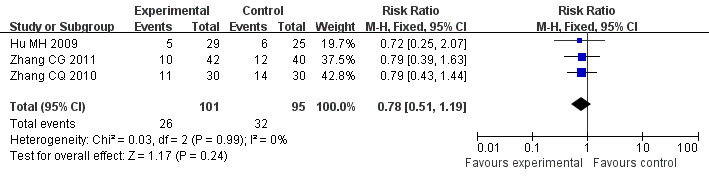 Experimental Control Risk Ratio Risk Ratio
Study or Subgroup Events Total Events Total Weight M-H, Fixed, 95% CI M-H, Fixed, 95% CI
Hu MH 2009 5 29 6 25 19.7% 0.72 [0.25, 2.07]
Zhang CG 2011 10 42 12 40 37.5% 0.79 [0.39, 1.63]
Zhang CQ 2010 11 30 14 30 42.8% 0.79 [0.43, 1.44]
Total (95% CI) 101 95 100.0% 0.78 [0.51, 1.19]
Total events 26 32
Heterogeneity: Chi² = 0.03, df = 2 (P = 0.99); I² = 0%
Test for overall effect: Z = 1.17 (P = 0.24)
0.01 0.1 1 10 100
Favours experimental Favours control